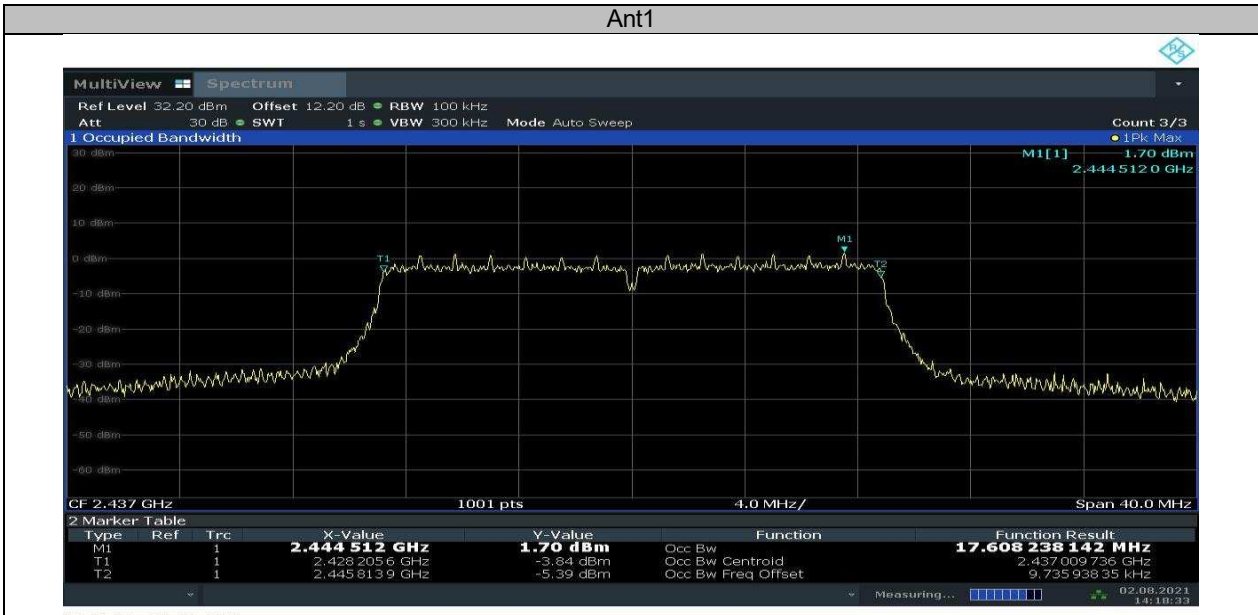 Ant1
R&S
MultiView Spectrum
Ref Level 32.20 dBm Offset 12.20 dB RBW 100 kHz
Att 30 dB SWT 1 s VBW 300 kHz Mode Auto Sweep Count 3/3
1 Occupied Bandwidth 1Pk Max
30 dBm M1[1] 1.70 dBm
2.4445120 GHz
20 dBm
10 dBm
M1
0 dBm T1 T2
-10 dBm
-20 dBm
-30 dBm
-40 dBm
-50 dBm
-60 dBm
CF 2.437 GHz 1001 pts 4.0 MHz/ Span 40.0 MHz
2 Marker Table
Type Ref Trc X-Value Y-Value Function Function Result
M1 1 2.444 512 GHz 1.70 dBm Occ Bw 17.608 238 142 MHz
T1 1 2.428 205 6 GHz -3.84 dBm Occ Bw Centroid 2.437 009 736 GHz
T2 1 2.445 813 9 GHz -5.39 dBm Occ Bw Freq Offset 9.735 938 35 kHz
Measuring... 02.08.2021
14:18:33